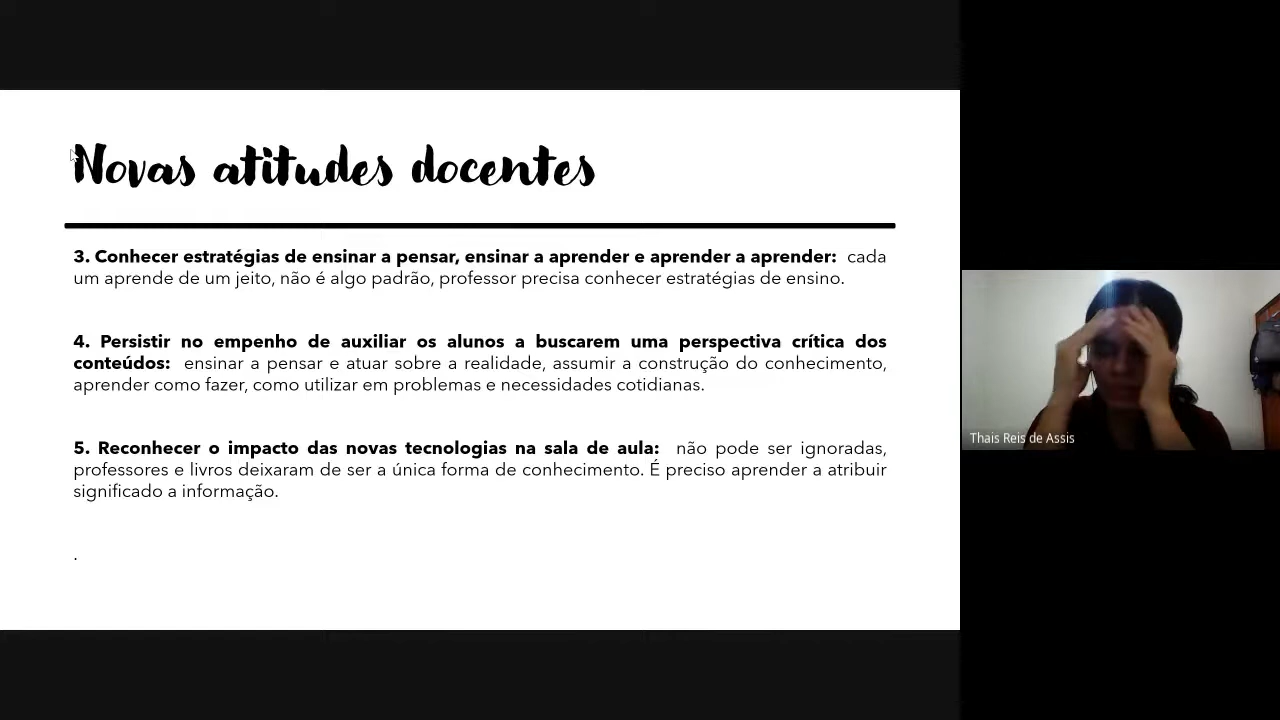 Novas atitudes docentes
3. Conhecer estratégias de ensinar a pensar, ensinar a aprender e aprender a aprender: cada
um aprende de um jeito, não é algo padrão, professor precisa conhecer estratégias de ensino.
4. Persistir no empenho de auxiliar os alunos a buscarem uma perspectiva crítica dos
conteúdos: ensinar a pensar e atuar sobre a realidade, assumir a construção do conhecimento,
aprender como fazer, como utilizar em problemas e necessidades cotidianas.
5. Reconhecer o impacto das novas tecnologias na sala de aula: não pode ser ignoradas,
professores e livros deixaram de ser a única forma de conhecimento. É preciso aprender a atribuir
significado a informação.
.
Thais Reis de Assis